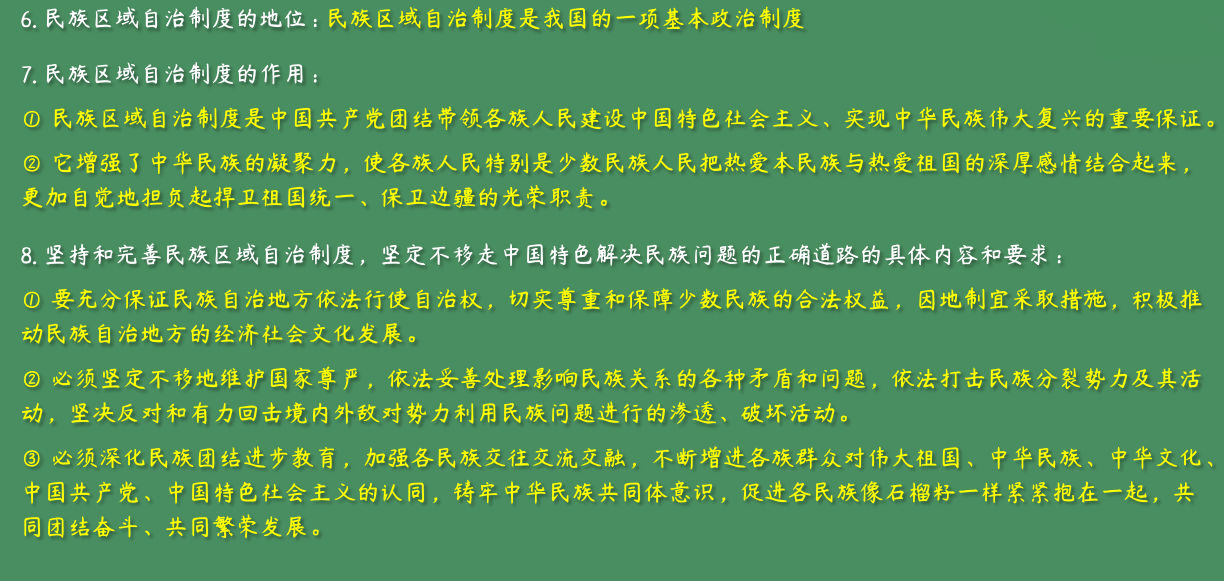 6. 民族区域自治制度的地位：民族区域自治制度是我国的一项基本政治制度
7. 民族区域自治制度的作用：
① 民族区域自治制度是中国共产党团结带领各族人民建设中国特色社会主义、实现中华民族伟大复兴的重要保证。
② 它增强了中华民族的凝聚力，使各族人民特别是少数民族人民把热爱本民族与热爱祖国的深厚感情结合起来，
更加自觉地担负起捍卫祖国统一、保卫边疆的光荣职责。
8. 坚持和完善民族区域自治制度，坚定不移走中国特色解决民族问题的正确道路的具体内容和要求：
① 要充分保证民族自治地方依法行使自治权，切实尊重和保障少数民族的合法权益，因地制宜采取措施，积极推
动民族自治地方的经济社会文化发展。
② 必须坚定不移地维护国家尊严，依法妥善处理影响民族关系的各种矛盾和问题，依法打击民族分裂势力及其活
动，坚决反对和有力回击境内外敌对势力利用民族问题进行的渗透、破坏活动。
③ 必须深化民族团结进步教育，加强各民族交往交流交融，不断增进各族群众对伟大祖国、中华民族、中华文化、
中国共产党、中国特色社会主义的认同，铸牢中华民族共同体意识，促进各民族像石榴籽一样紧紧抱在一起，共
同团结奋斗、共同繁荣发展。